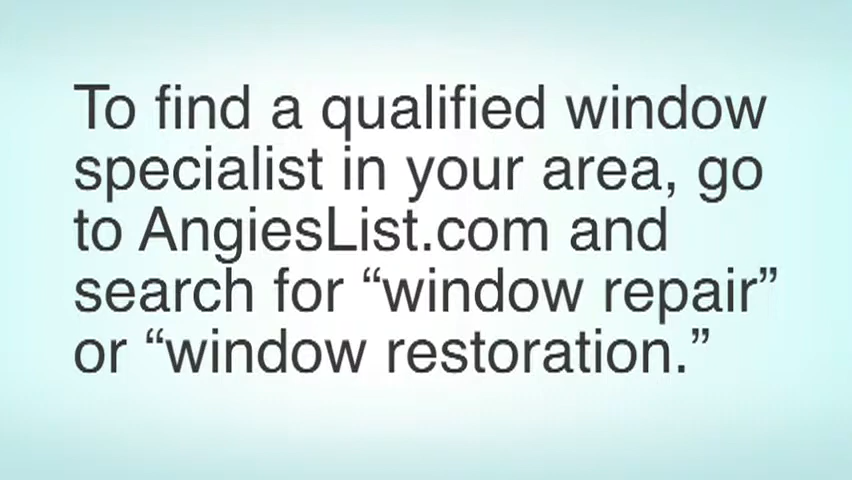 To find a qualified window
specialist in your area, go
to AngiesList.com and
search for “window repair”
or “window restoration.”